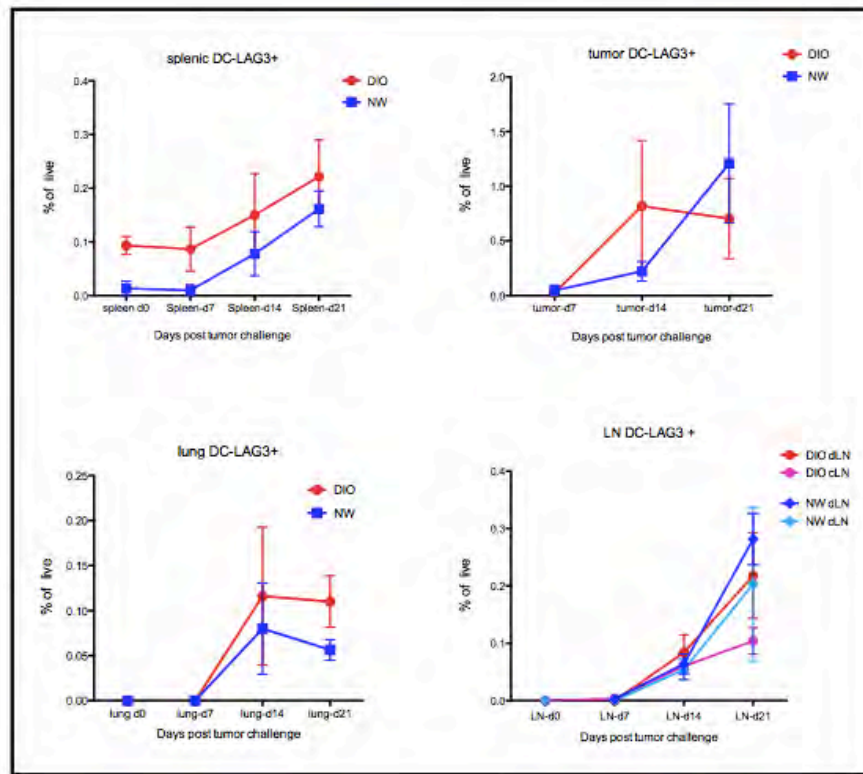 splenic DC-LAG3+
DIO
NW
% of live
0.4
0.3
0.2
0.1
0.0
spleen d0 Spleen-d7 Spleen-d14 Spleen-d21
Days post tumor challenge
tumor DC-LAG3+
DIO
NW
% of live
2.0
1.5
1.0
0.5
0.0
tumor-d7 tumor-d14 tumor-d21
Days post tumor challenge
lung DC-LAG3+
DIO
NW
% of live
0.25
0.20
0.15
0.10
0.05
0.00
lung d0 lung-d7 lung-d14 lung-d21
Days post tumor challenge
LN DC-LAG3 +
DIO dLN
DIO cLN
NW dLN
NW dLN
% of live
0.4
0.3
0.2
0.1
0.0
LN-d0 LN-d7 LN-d14 LN-d21
Days post tumor challenge